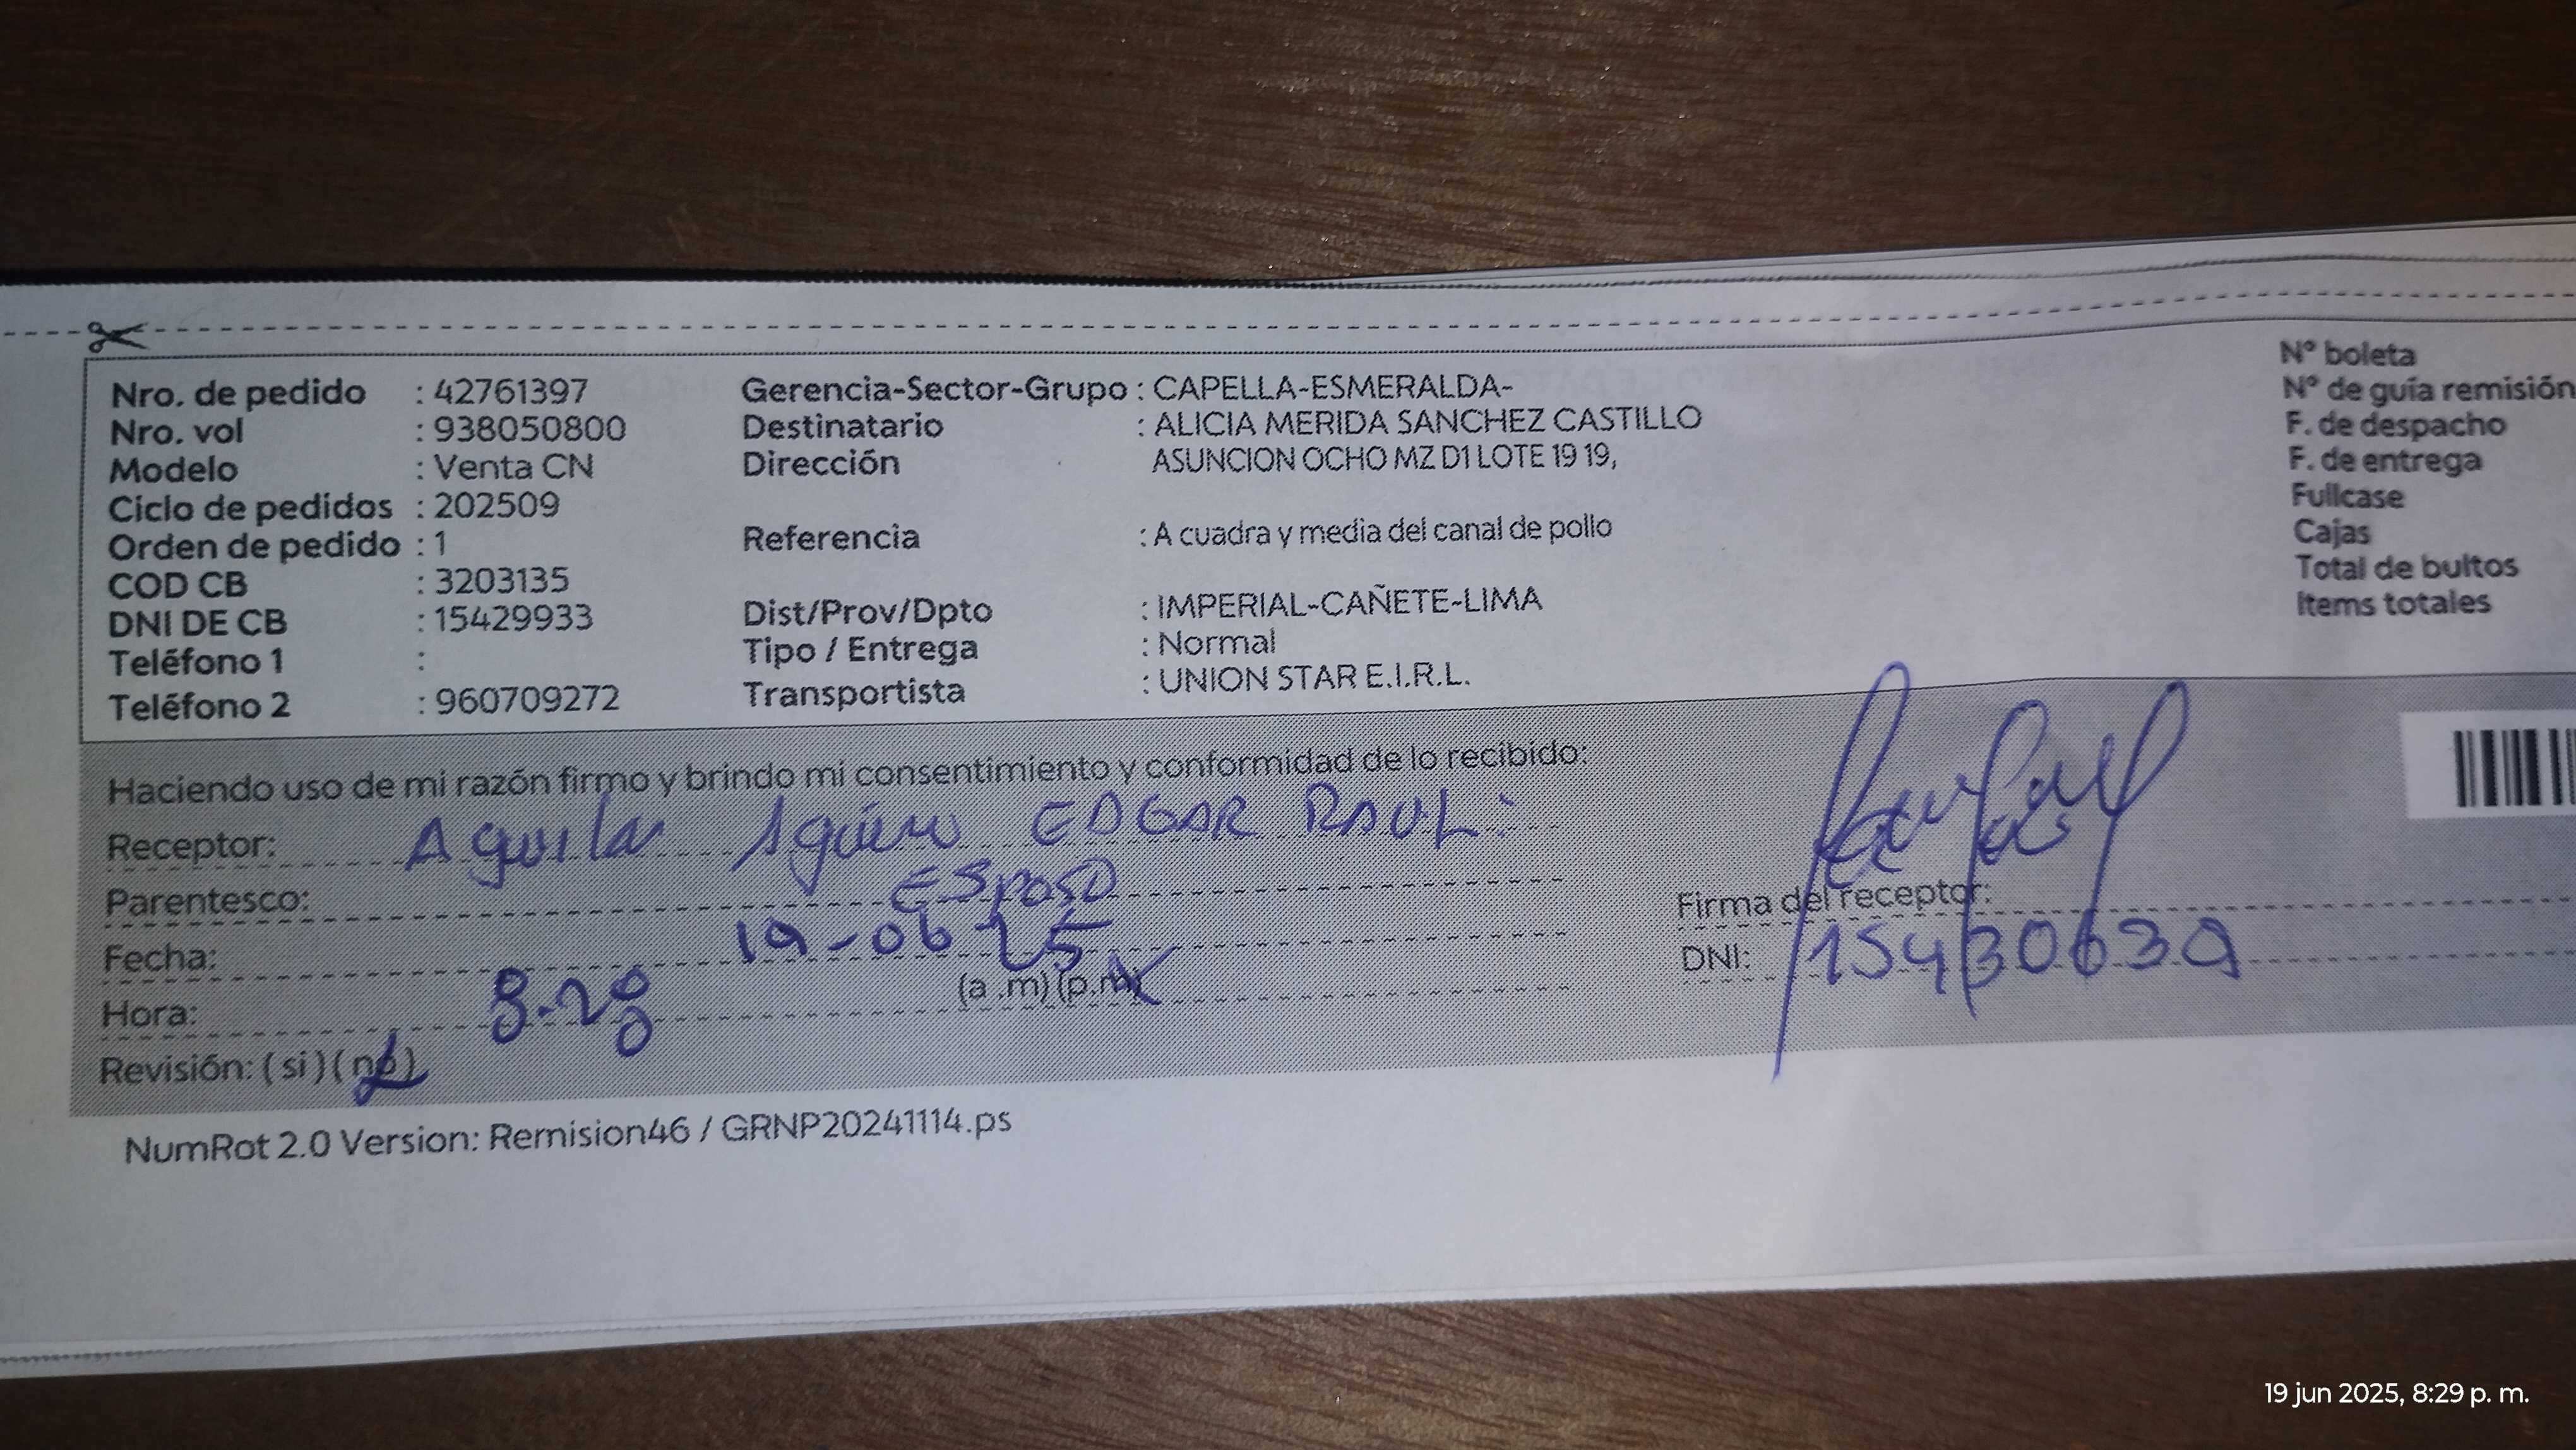 Nro. de pedido : 42761397
Nro. vol : 938050800
Modelo : Venta CN
Ciclo de pedidos : 202509
Orden de pedido : 1
COD CB : 3203135
DNI DE CB : 15429933
Teléfono 1 :
Teléfono 2 : 960709272
Gerencia-Sector-Grupo : CAPELLA-ESMERALDA-
Destinatario : ALICIA MERIDA SANCHEZ CASTILLO
Dirección ASUNCION OCHO MZ D1 LOTE 19 19,
Referencia : A cuadra y media del canal de pollo
Dist/Prov/Dpto : IMPERIAL-CAÑETE-LIMA
Tipo / Entrega : Normal
Transportista : UNION STAR E.I.R.L.
N° boleta
N° de guía remisión
F. de despacho
F. de entrega
Fullcase
Cajas
Total de bultos
Items totales
Haciendo uso de mi razón firmo y brindo mi consentimiento y conformidad de lo recibido:
Receptor: Aguilar Agüero EDGAR RAUL:
Parentesco: ESPOSO
Fecha: 19-06-25
Hora: 8.28 (a .m) (p.m)
Revisión: ( si ) ( no )
Firma del receptor:
DNI: 15430639
NumRot 2.0 Version: Remision46 / GRNP20241114.ps
19 jun 2025, 8:29 p. m.